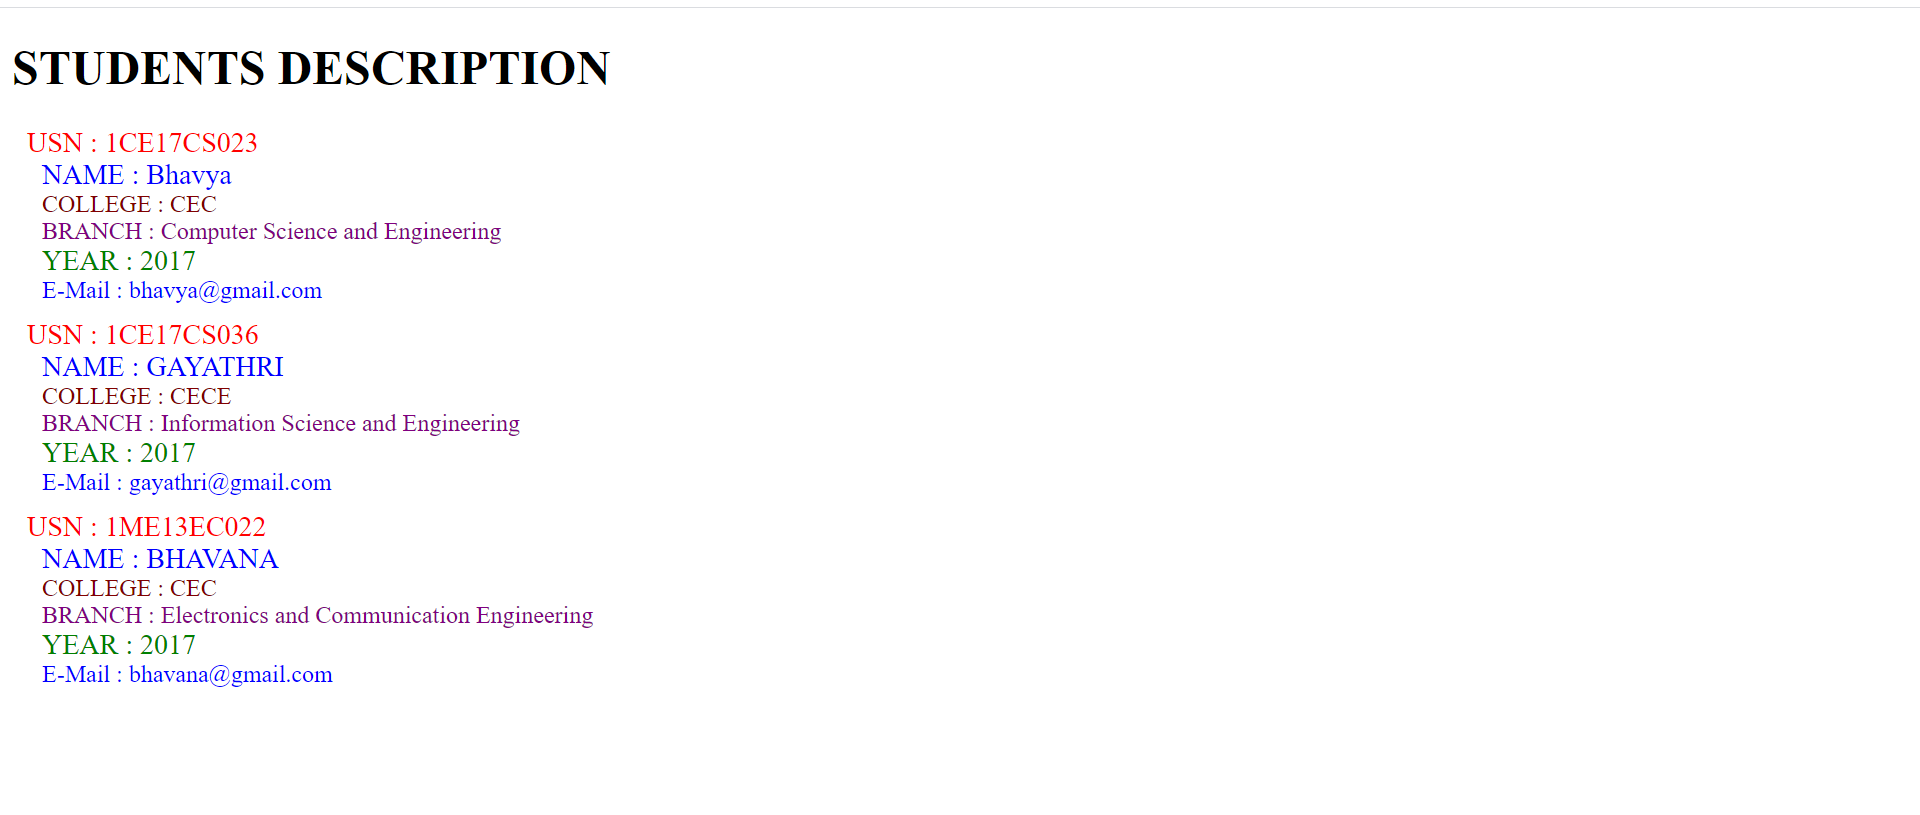 STUDENTS DESCRIPTION
USN : 1CE17CS023
NAME : Bhavya
COLLEGE : CEC
BRANCH : Computer Science and Engineering
YEAR : 2017
E-Mail : bhavya@gmail.com
USN : 1CE17CS036
NAME : GAYATHRI
COLLEGE : CECE
BRANCH : Information Science and Engineering
YEAR : 2017
E-Mail : gayathri@gmail.com
USN : 1ME13EC022
NAME : BHAVANA
COLLEGE : CEC
BRANCH : Electronics and Communication Engineering
YEAR : 2017
E-Mail : bhavana@gmail.com